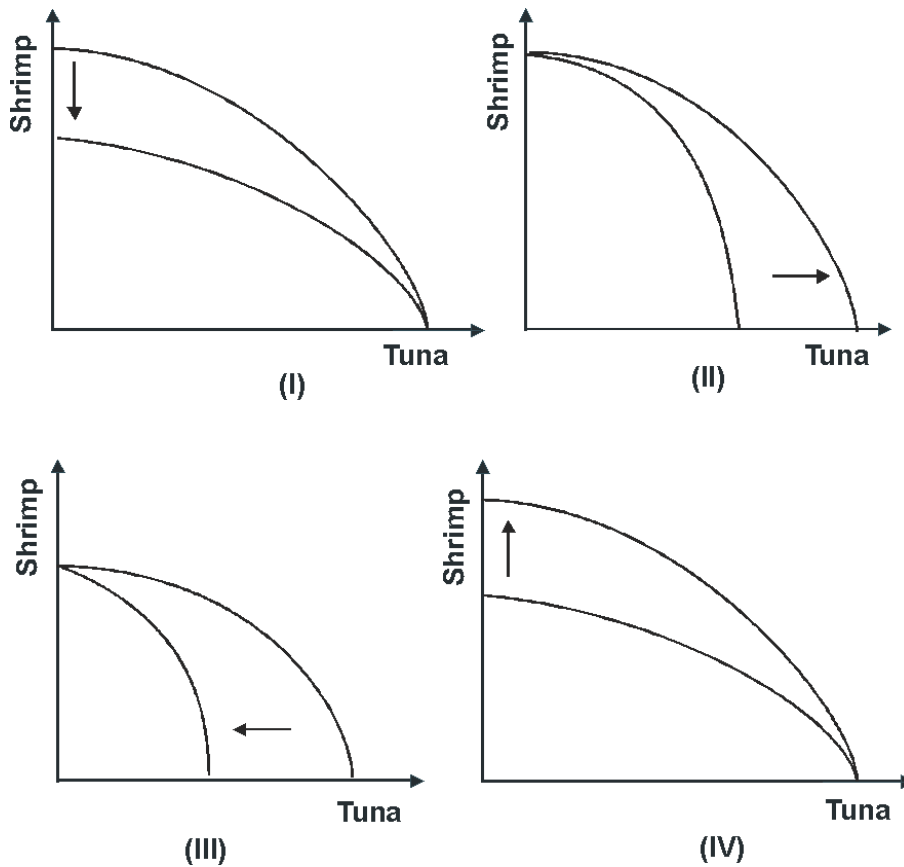 Shrimp
Tuna
(I)
Shrimp
Tuna
(II)
Shrimp
Tuna
(III)
Shrimp
Tuna
(IV)